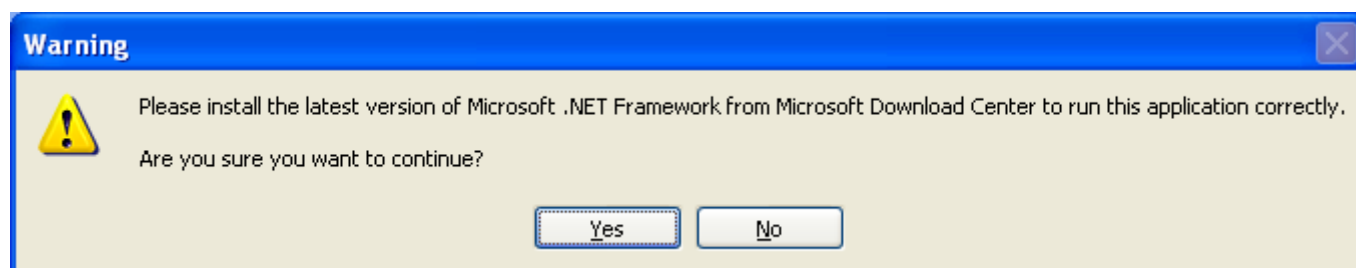 Warning
Please install the latest version of Microsoft .NET Framework from Microsoft Download Center to run this application correctly.
Are you sure you want to continue?
Yes No